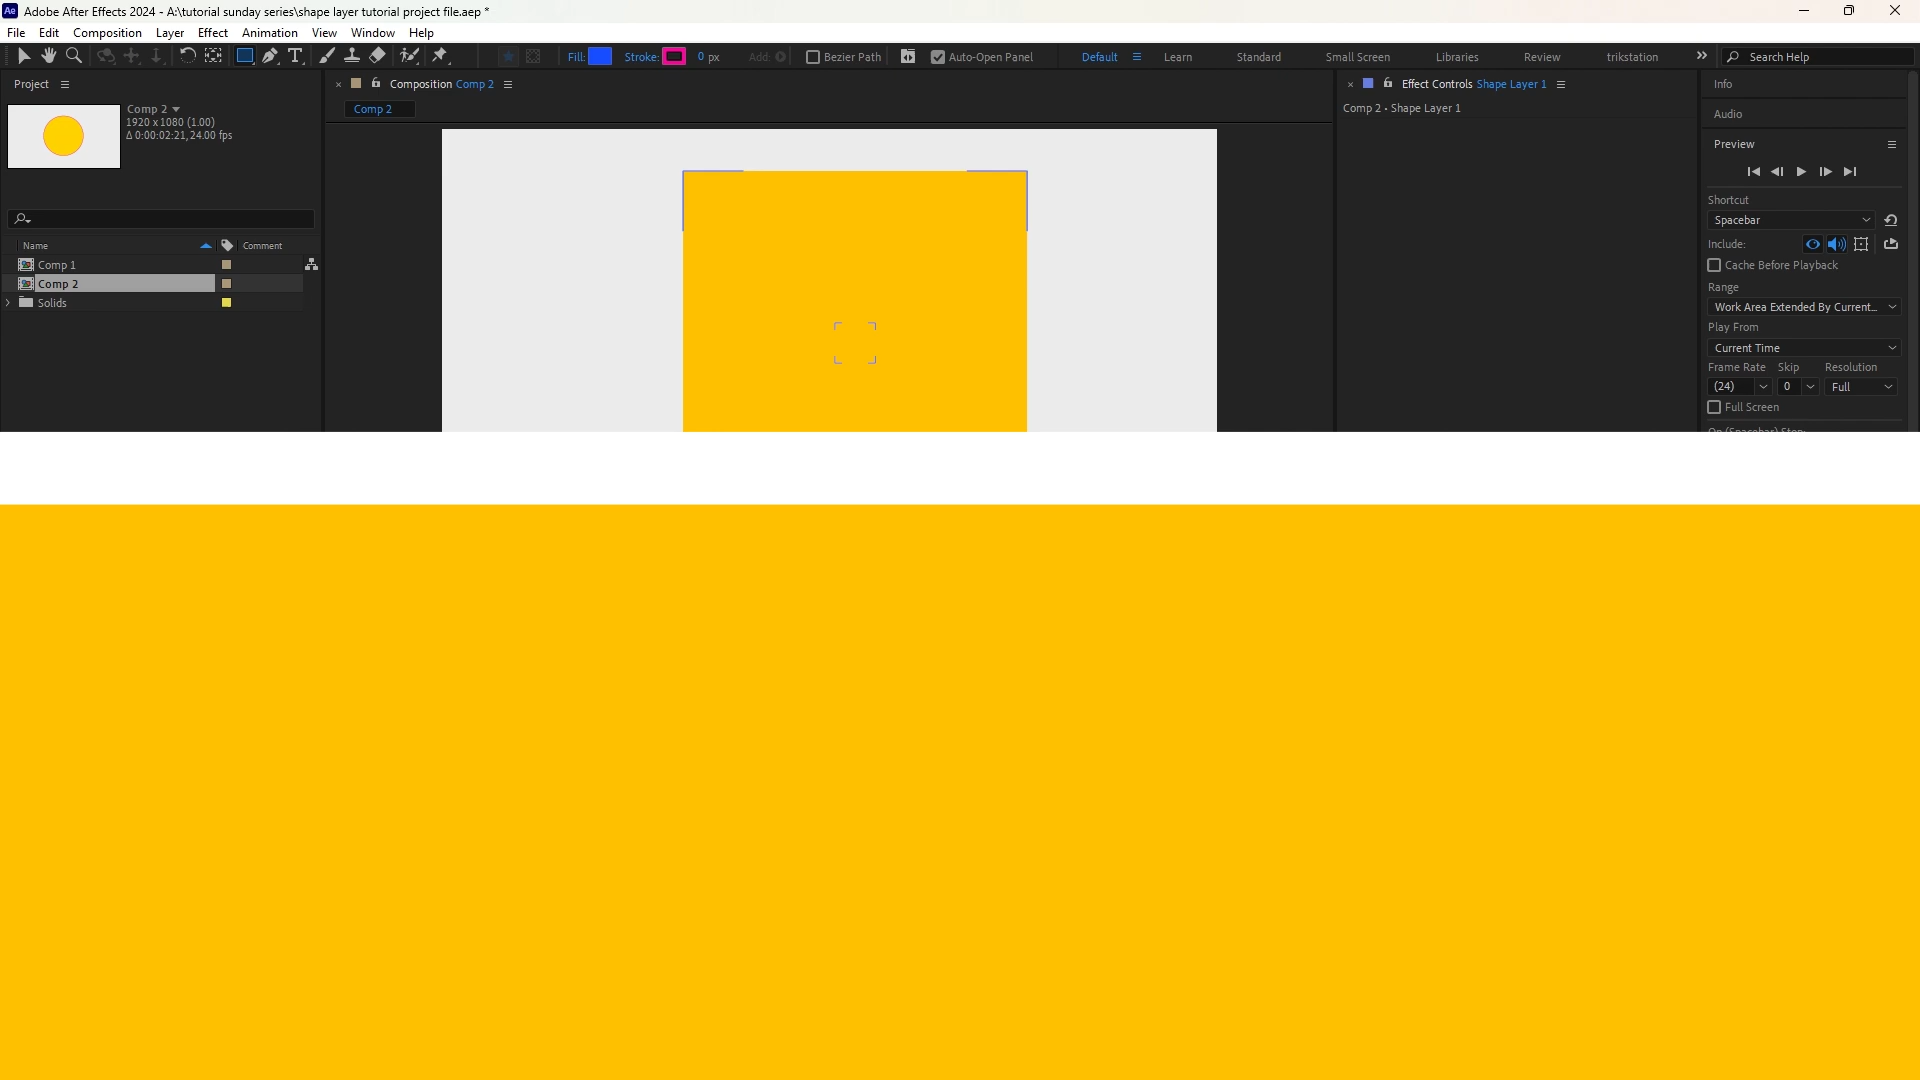 Ae Adobe After Effects 2024 - A:\tutorial sunday series\shape layer tutorial project file.aep *
File Edit Composition Layer Effect Animation View Window Help
Fill: Stroke: 0 px Add: Bezier Path Auto-Open Panel Default Learn Standard Small Screen Libraries Review trikstation Search Help
Project
Comp 2
1920 x 1080 (1.00)
Δ 0:00:02:21, 24.00 fps
Name Comment
Comp 1
Comp 2
Solids
Composition Comp 2
Comp 2
Effect Controls Shape Layer 1
Comp 2 • Shape Layer 1
Info
Audio
Preview
Shortcut
Spacebar
Include:
Cache Before Playback
Range
Work Area Extended By Current...
Play From
Current Time
Frame Rate Skip Resolution
(24) 0 Full
Full Screen
On (Spacebar) Stop: